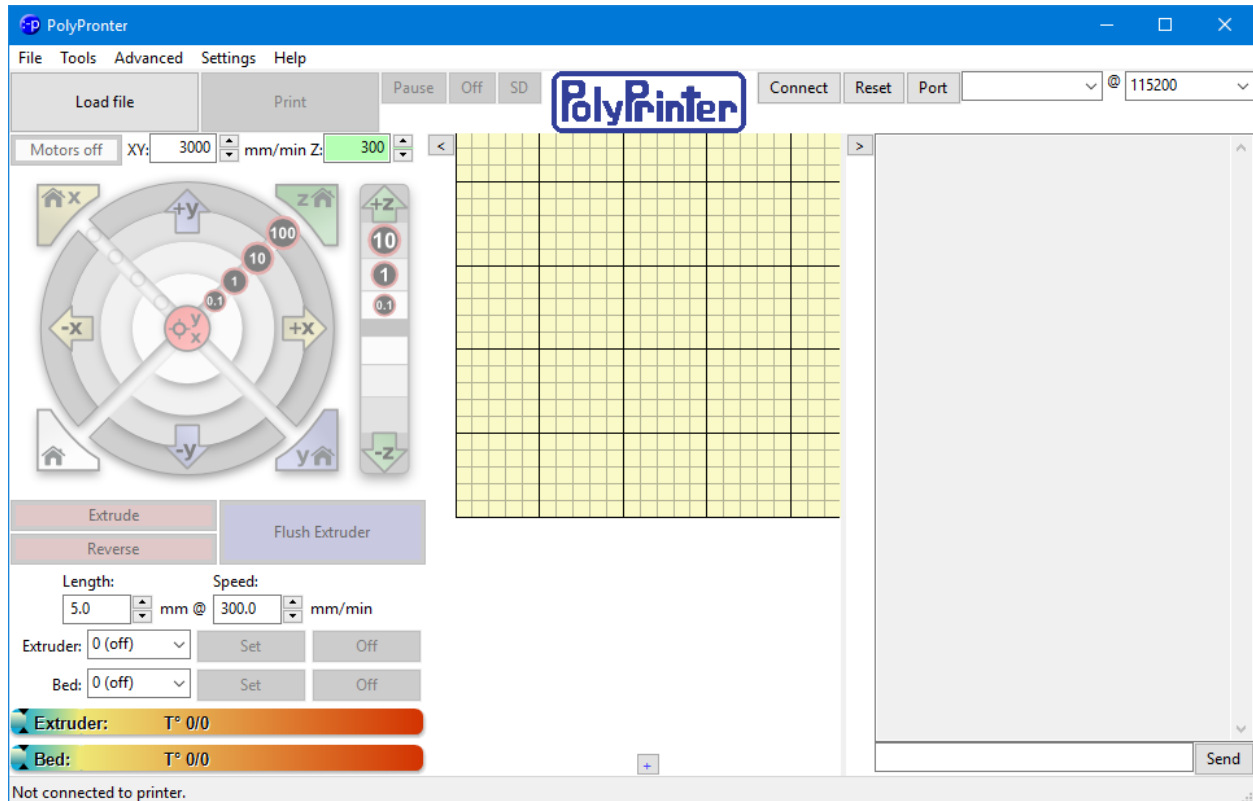 PolyPronter
File Tools Advanced Settings Help
Load file Print Pause Off SD PolyPrinter Connect Reset Port @ 115200
Motors off XY: 3000 mm/min Z: 300 < >
x z
+y +z
100 10
10 1
1 0.1
0.1
-x y x +x
-y -z
y
Extrude
Flush Extruder
Reverse
Length: Speed:
5.0 mm @ 300.0 mm/min
Extruder: 0 (off) Set Off
Bed: 0 (off) Set Off
Extruder: T° 0/0
Bed: T° 0/0
+ Send
Not connected to printer.